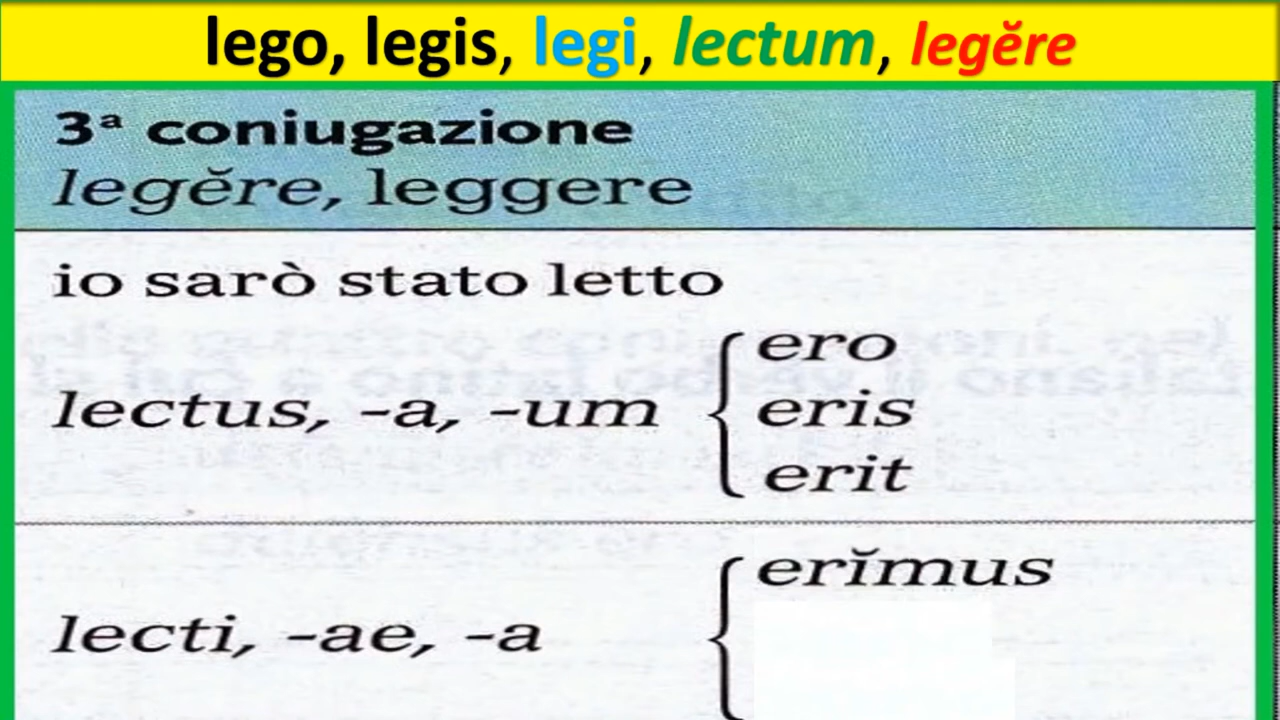 lego, legis, legi, lectum, legĕre
3ª coniugazione
legĕre, leggere
io sarò stato letto
ero
lectus, -a, -um
eris
erit
erĭmus
lecti, -ae, -a